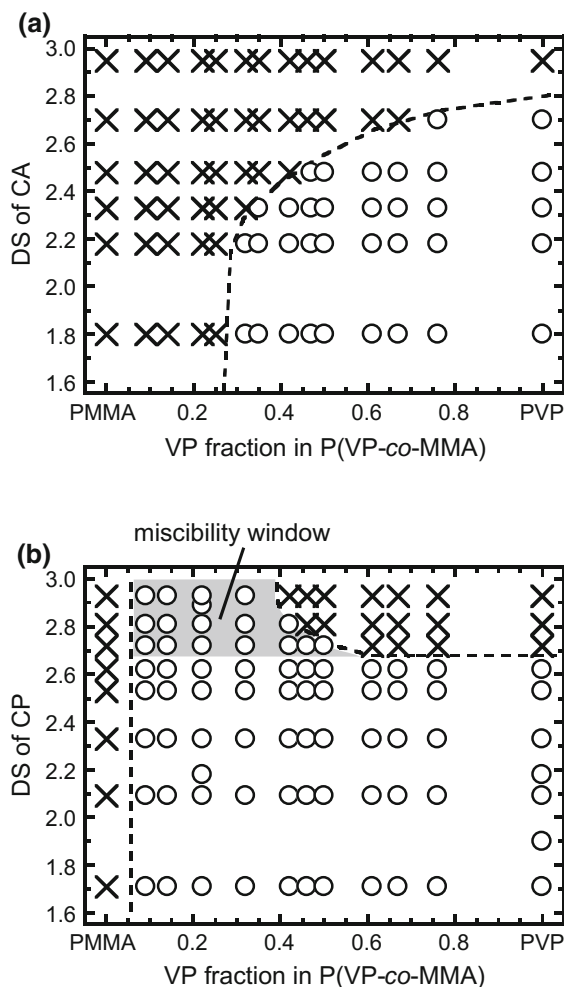 (a)
3.0
2.8
2.6
2.4
2.2
2.0
1.8
1.6
DS of CA
PMMA 0.2 0.4 0.6 0.8 PVP
VP fraction in P(VP-co-MMA)
miscibility window
(b)
3.0
2.8
2.6
2.4
2.2
2.0
1.8
1.6
DS of CP
PMMA 0.2 0.4 0.6 0.8 PVP
VP fraction in P(VP-co-MMA)